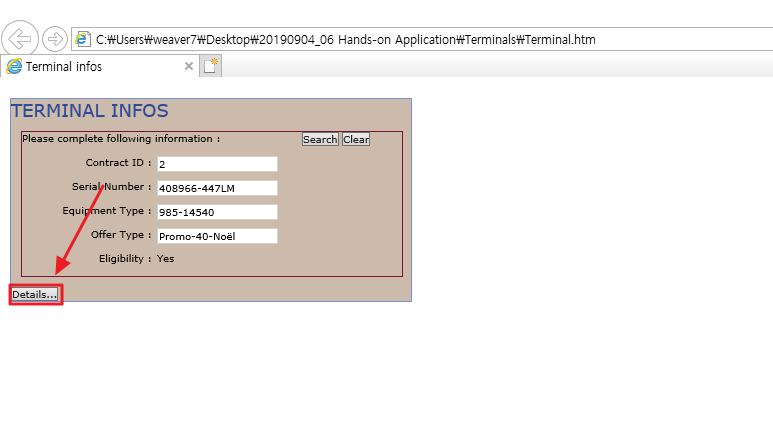 C:₩Users₩weaver7₩Desktop₩20190904_06 Hands-on Application₩Terminals₩Terminal.htm
Terminal infos
TERMINAL INFOS
Please complete following information : Search Clear
Contract ID : 2
Serial Number : 408966-447LM
Equipment Type : 985-14540
Offer Type : Promo-40-Noël
Eligibility : Yes
Details...